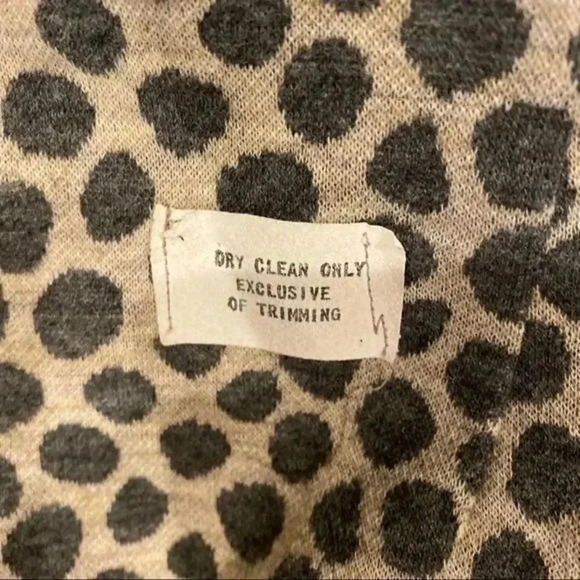 DRY CLEAN ONLY
EXCLUSIVE
OF TRIMMING